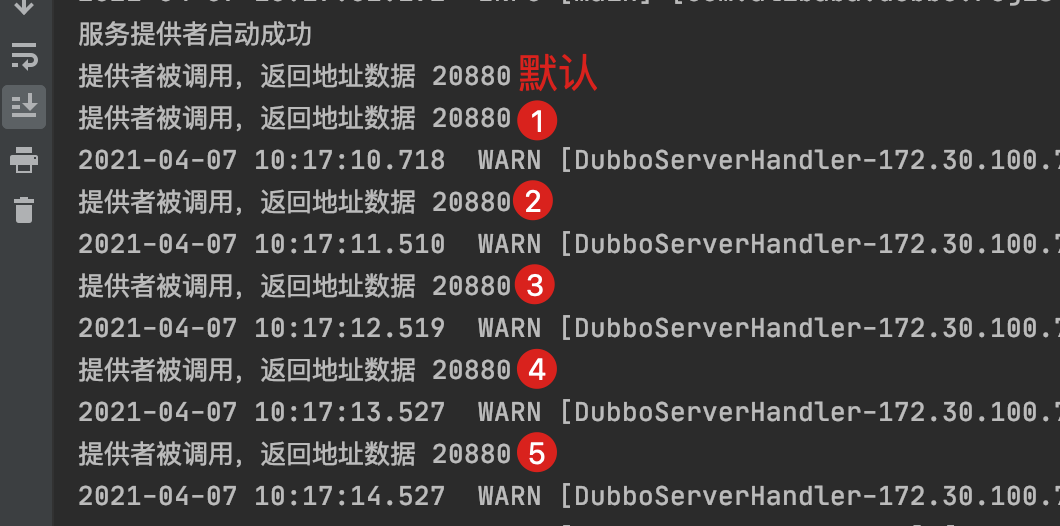 服务提供者启动成功
提供者被调用，返回地址数据 20880 默认
提供者被调用，返回地址数据 20880 1
2021-04-07 10:17:10.718  WARN [DubboServerHandler-172.30.100.7
提供者被调用，返回地址数据 20880 2
2021-04-07 10:17:11.510  WARN [DubboServerHandler-172.30.100.7
提供者被调用，返回地址数据 20880 3
2021-04-07 10:17:12.519  WARN [DubboServerHandler-172.30.100.7
提供者被调用，返回地址数据 20880 4
2021-04-07 10:17:13.527  WARN [DubboServerHandler-172.30.100.7
提供者被调用，返回地址数据 20880 5
2021-04-07 10:17:14.527  WARN [DubboServerHandler-172.30.100.7